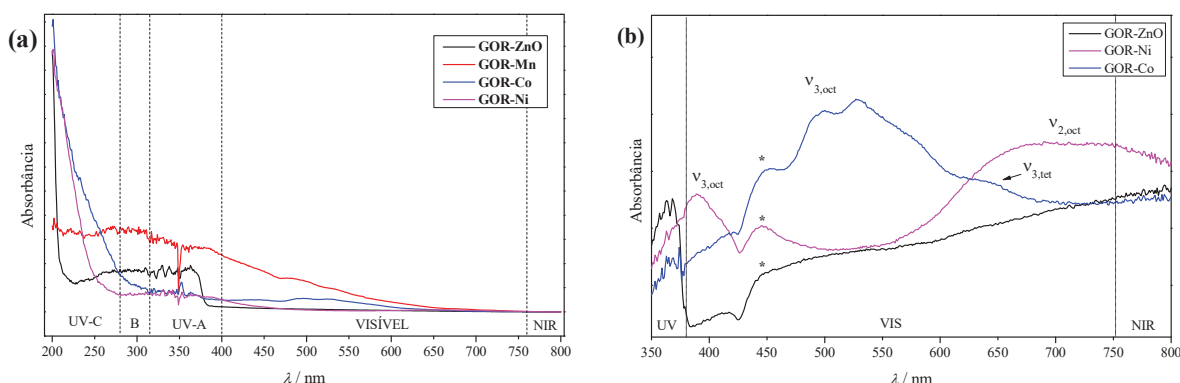 (a)
GOR-ZnO
GOR-Mn
GOR-Co
GOR-Ni
Absorbância
UV-C
B
UV-A
VISÍVEL
NIR
200 250 300 350 400 450 500 550 600 650 700 750 800
λ / nm
(b)
GOR-ZnO
GOR-Ni
GOR-Co
Absorbância
ν3,oct
*
*
*
ν3,oct
ν2,oct
ν3,tet
UV
VIS
NIR
350 400 450 500 550 600 650 700 750 800
λ / nm